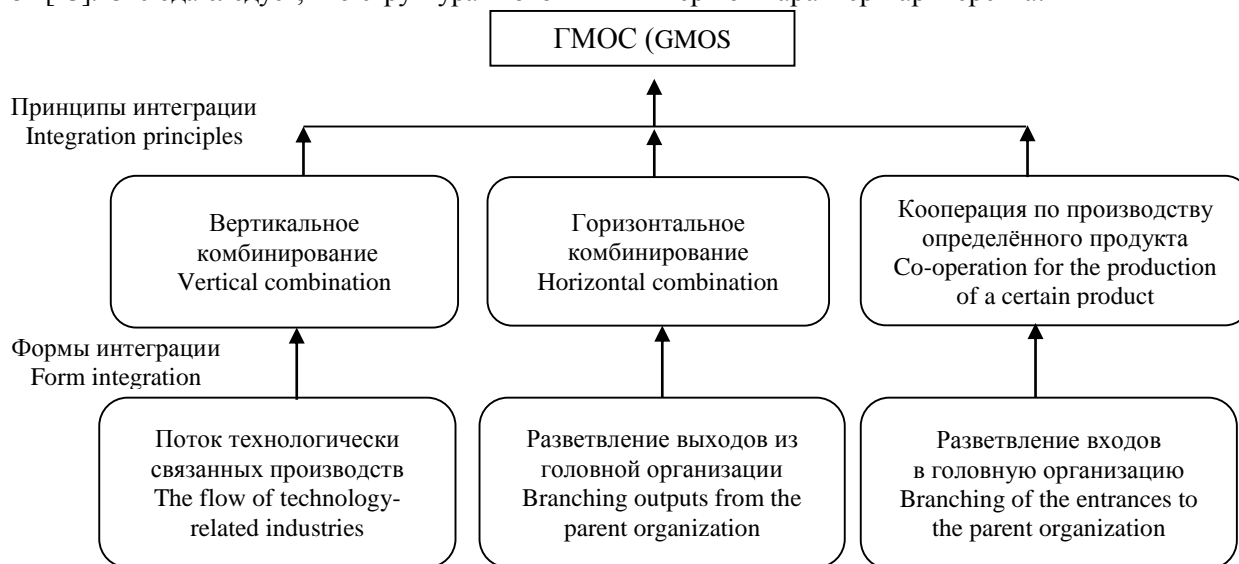 ГМОС (GMOS
Принципы интеграции
Integration principles
Вертикальное
комбинирование
Vertical combination
Горизонтальное
комбинирование
Horizontal combination
Кооперация по производству
определённого продукта
Co-operation for the production
of a certain product
Формы интеграции
Form integration
Поток технологически
связанных производств
The flow of technology-
related industries
Разветвление выходов из
головной организации
Branching outputs from the
parent organization
Разветвление входов
в головную организацию
Branching of the entrances to
the parent organization